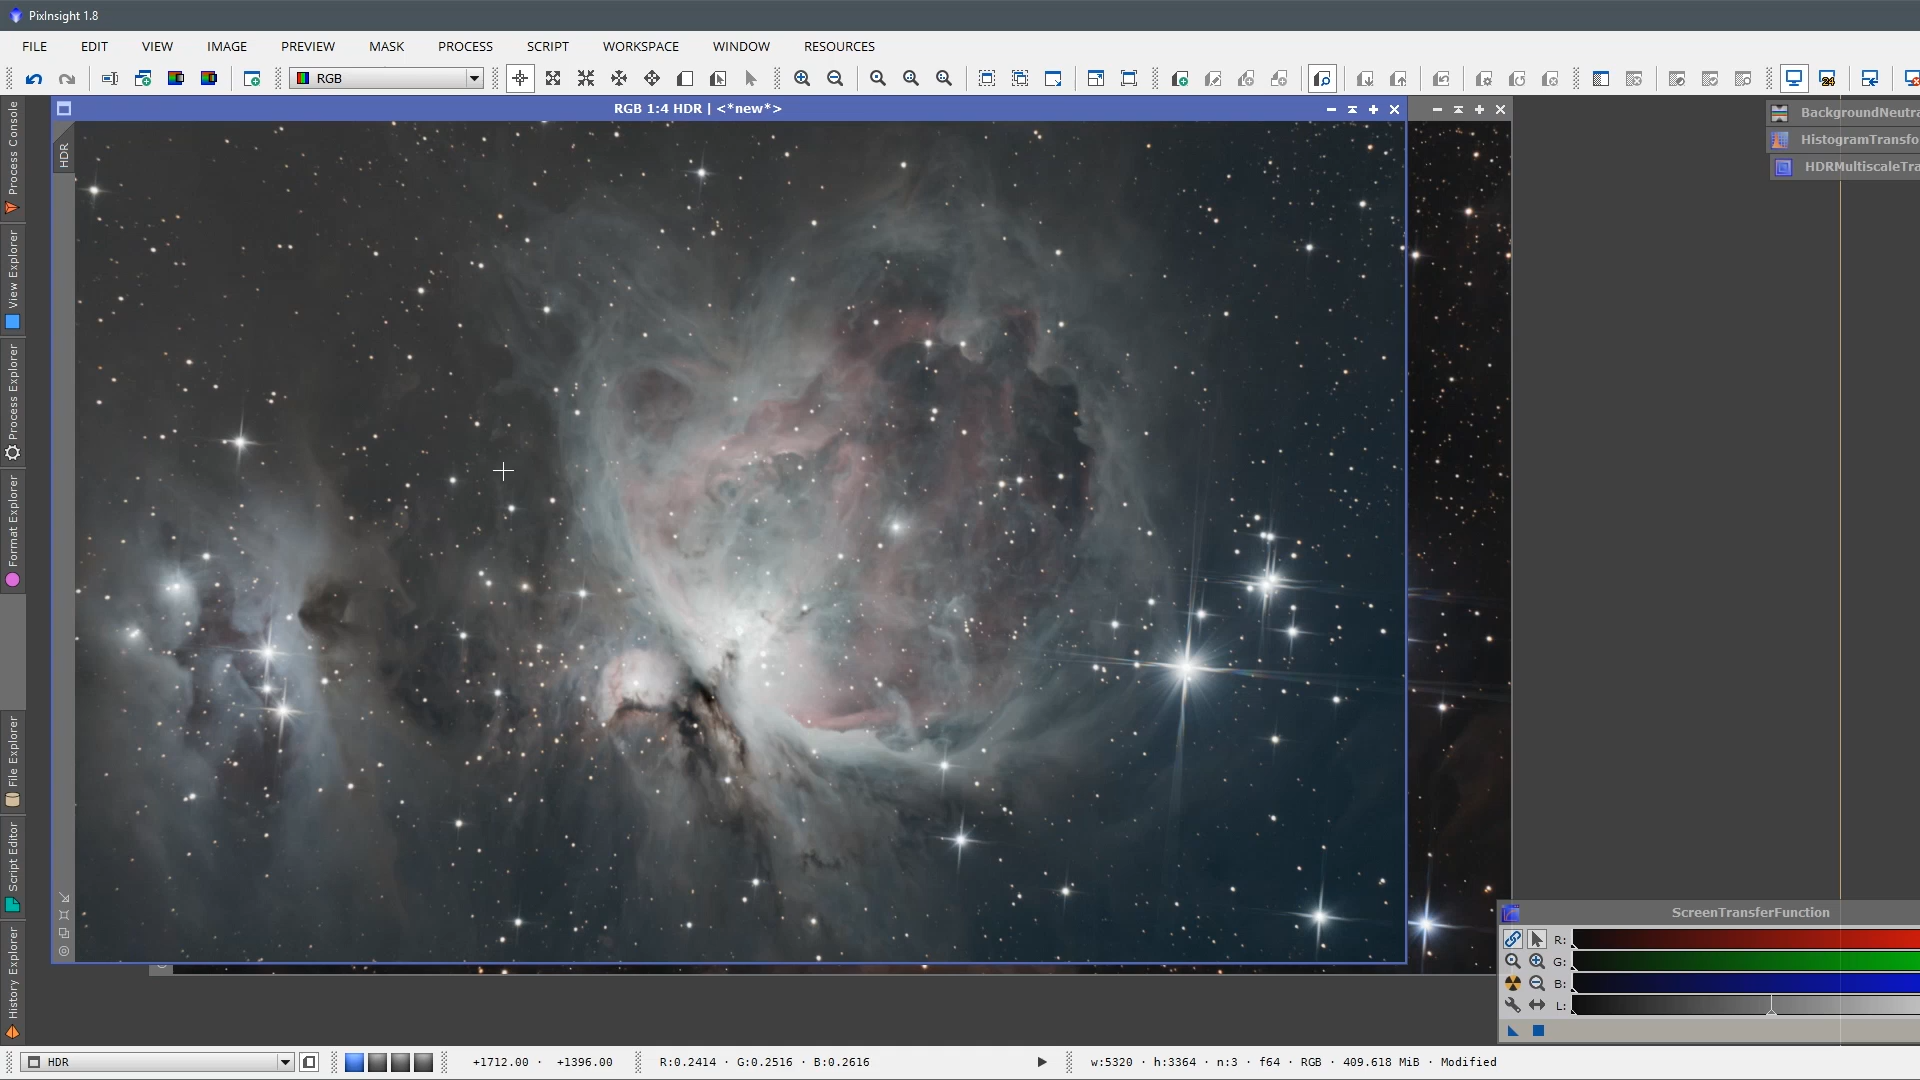 PixInsight 1.8
FILE EDIT VIEW IMAGE PREVIEW MASK PROCESS SCRIPT WORKSPACE WINDOW RESOURCES
RGB
24
RGB 1:4 HDR | <*new*>
HDR
Process Console
View Explorer
Process Explorer
Format Explorer
File Explorer
Script Editor
History Explorer
BackgroundNeutra
HistogramTransfo
HDRMultiscaleTra
ScreenTransferFunction
R:
G:
B:
L:
HDR
+1712.00 · +1396.00
R:0.2414 · G:0.2516 · B:0.2616
w:5320 · h:3364 · n:3 · f64 · RGB · 409.618 MiB · Modified